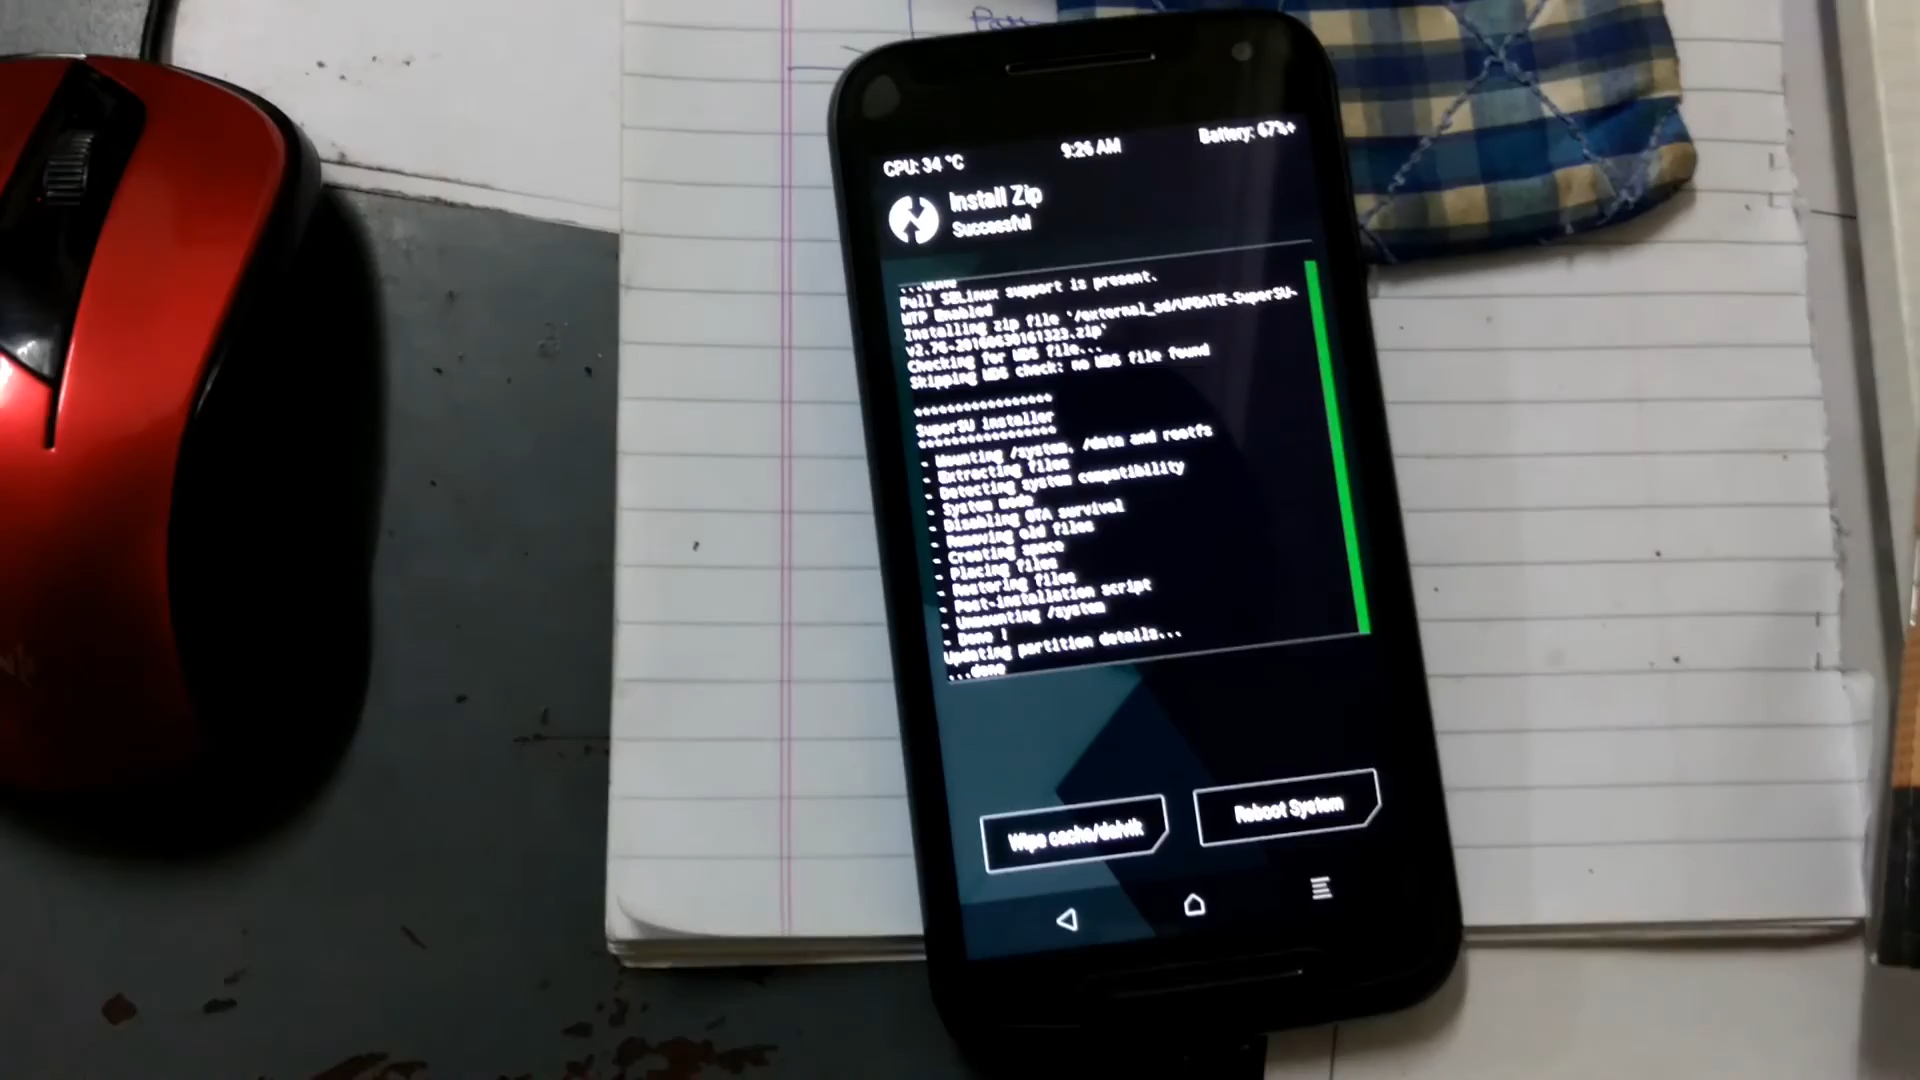 CPU: 34 °C
9:26 AM
Battery: 67%+
Install Zip
Successful
...done
Full SELinux support is present.
MTP Enabled
Installing zip file '/external_sd/UPDATE-SuperSU-
v2.76-20160630161323.zip'
Checking for MD5 file...
Skipping MD5 check: no MD5 file found
*****************
SuperSU installer
*****************
- Mounting /system, /data and rootfs
- Extracting files
- Detecting system compatibility
- System mode
- Disabling OTA survival
- Removing old files
- Creating space
- Placing files
- Restoring files
- Post-installation script
- Unmounting /system
- Done !
Updating partition details...
...done
Wipe cache/dalvik
Reboot System